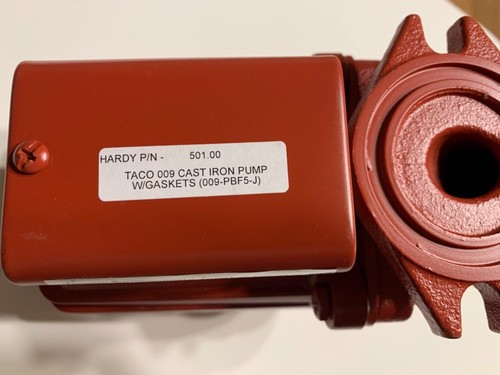 HARDY P/N - 501.00
TACO 009 CAST IRON PUMP
W/GASKETS (009-PBF5-J)